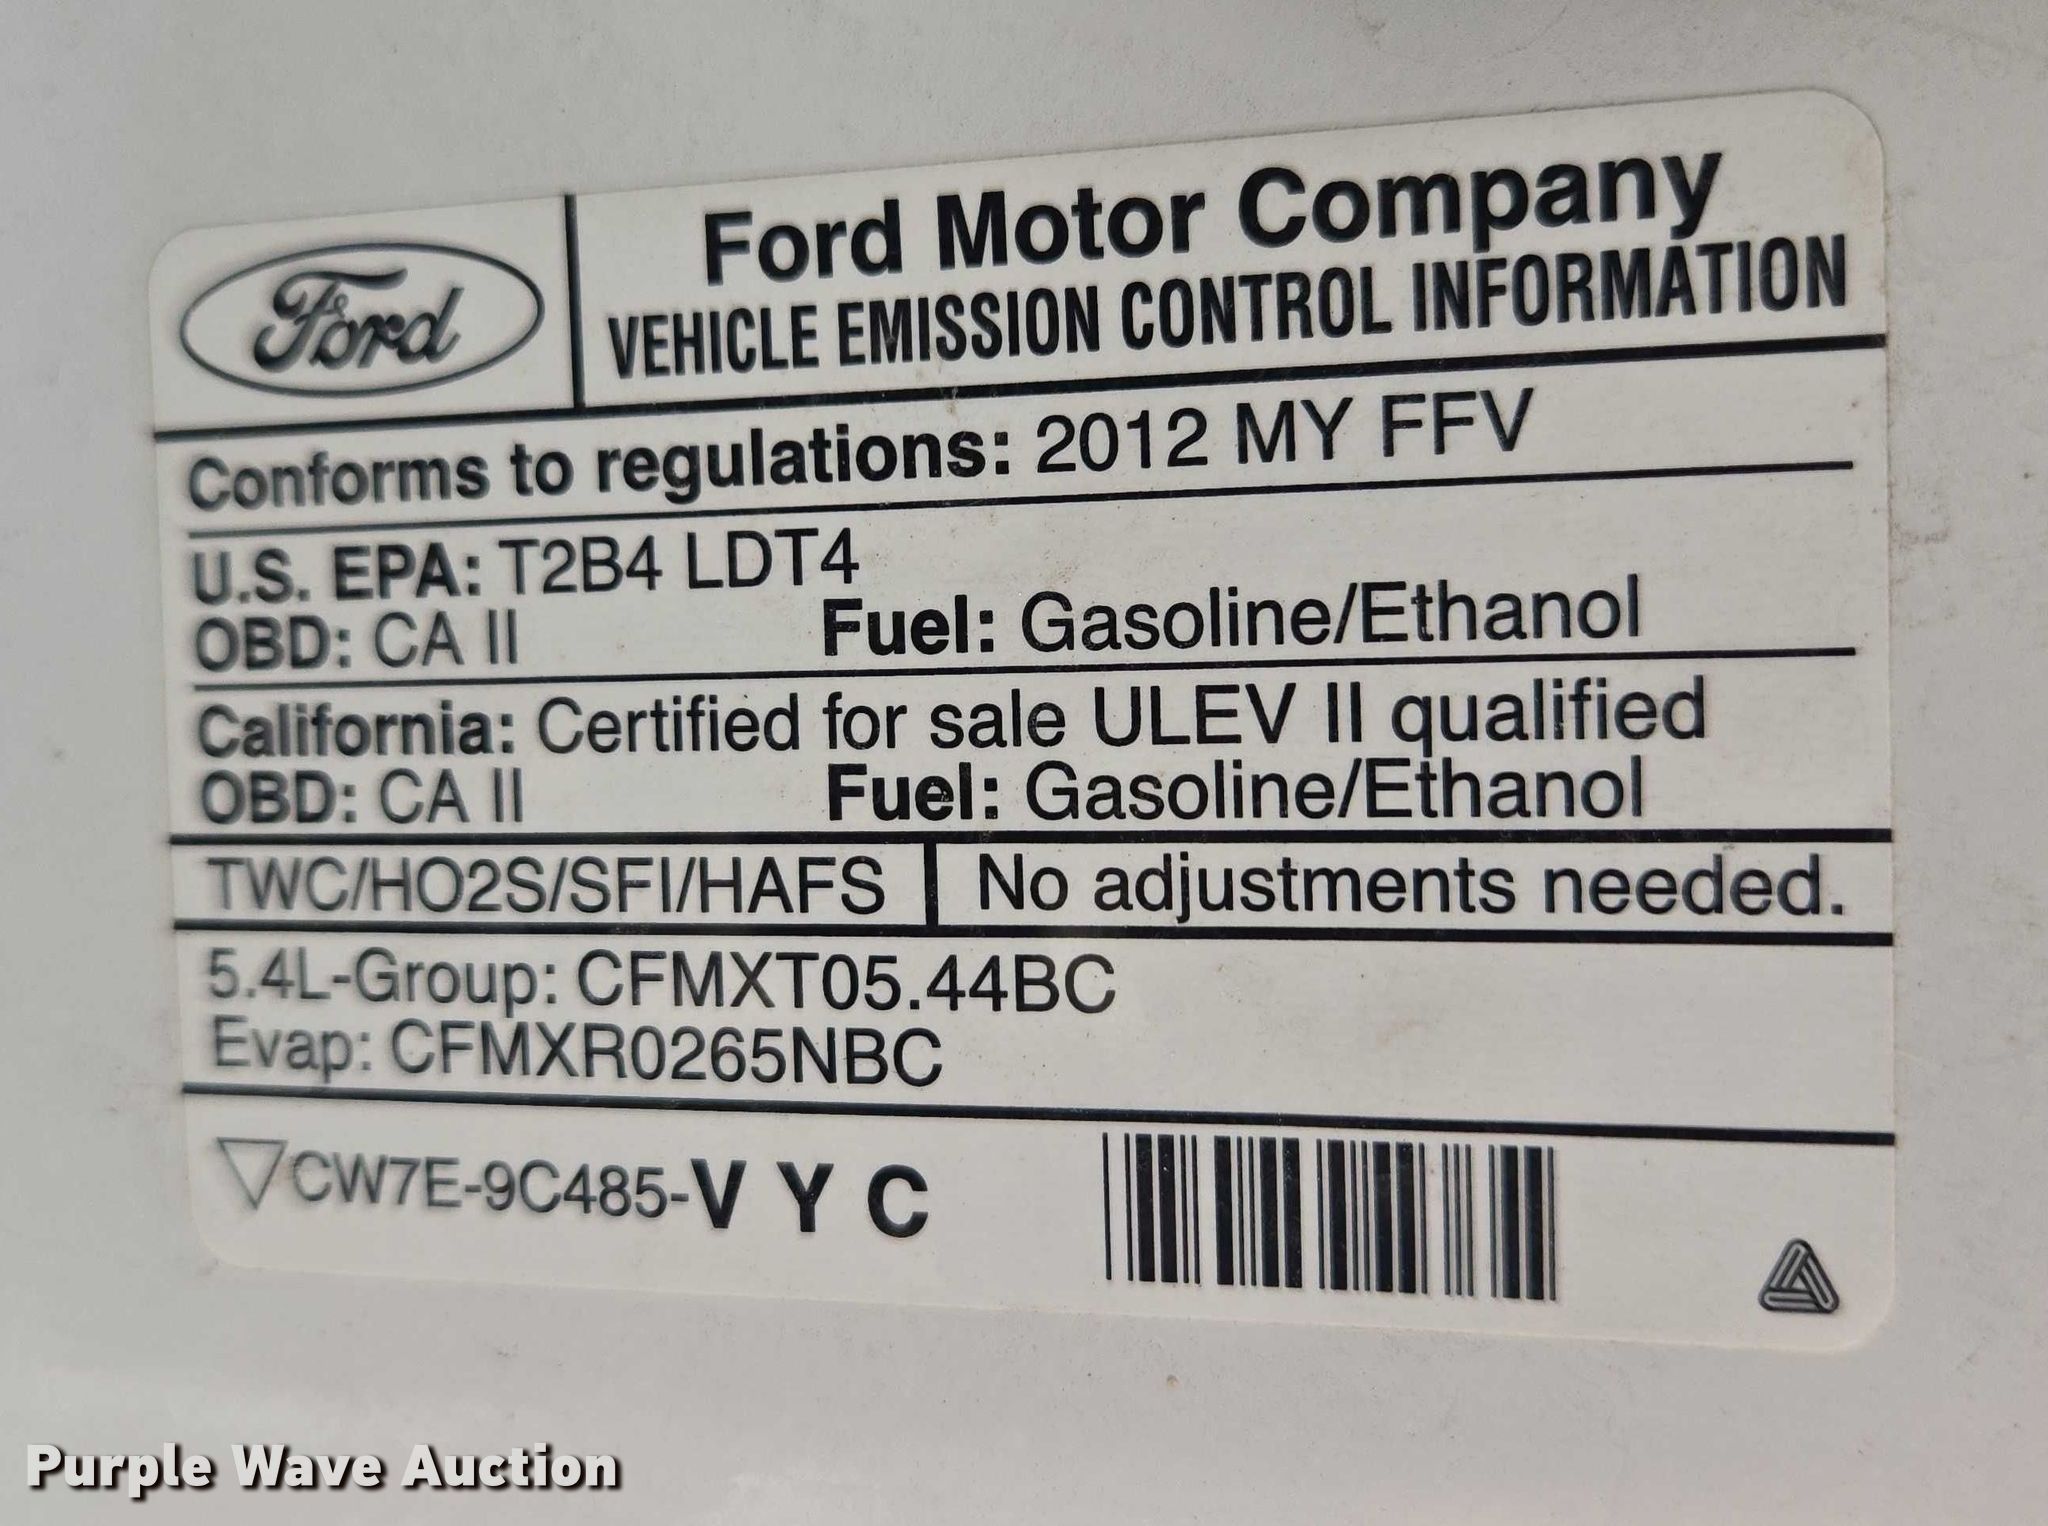 Ford
Ford Motor Company
VEHICLE EMISSION CONTROL INFORMATION
Conforms to regulations: 2012 MY FFV
U.S. EPA: T2B4 LDT4
OBD: CA II Fuel: Gasoline/Ethanol
California: Certified for sale ULEV II qualified
OBD: CA II Fuel: Gasoline/Ethanol
TWC/HO2S/SFI/HAFS No adjustments needed.
5.4L-Group: CFMXT05.44BC
Evap: CFMXR0265NBC
CW7E-9C485-V Y C
Purple Wave Auction